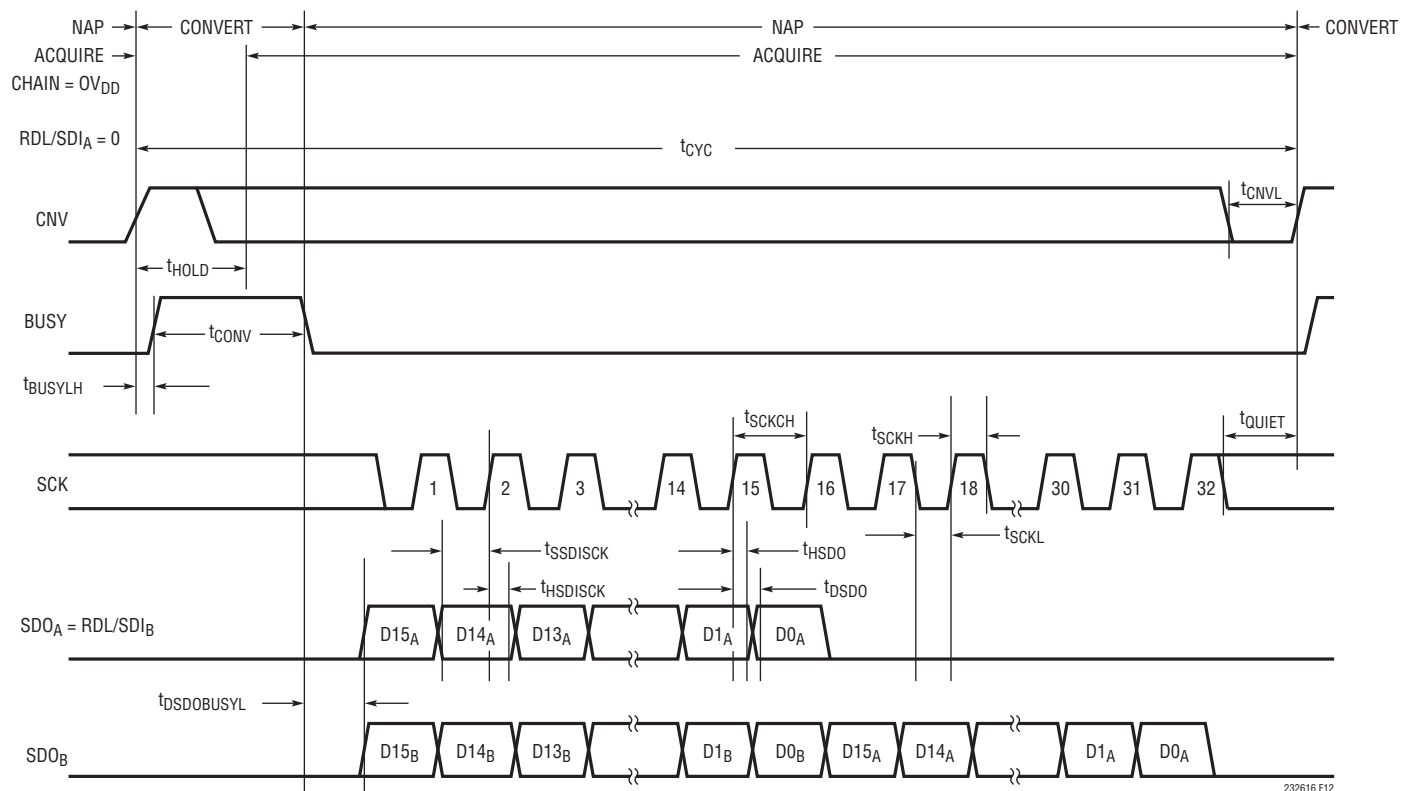 NAP CONVERT NAP CONVERT
ACQUIRE ACQUIRE
CHAIN = OVDD
RDL/SDIA = 0
tCYC
CNV
tCNVL
tHOLD
BUSY
tCONV
tBUSYLH
tSCKCH
tSCKH
tQUIET
SCK
1 2 3 14 15 16 17 18 30 31 32
tSSDISCK
tHSDO
tSCKL
tHSDISCK
tDSDO
SDOA = RDL/SDIB
D15A D14A D13A D1A D0A
tDSDOBUSYL
SDOB
D15B D14B D13B D1B D0B D15A D14A D1A D0A
232616 F12